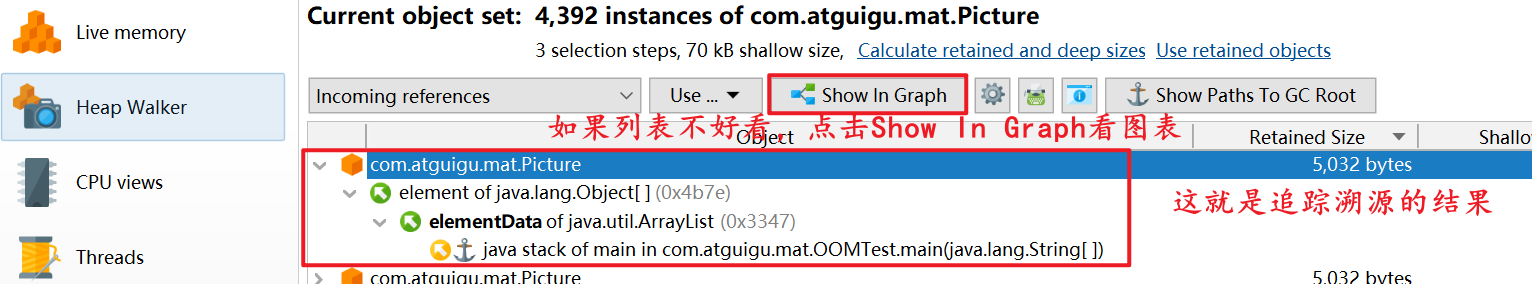 Live memory
Heap Walker
CPU views
Threads
Current object set: 4,392 instances of com.atguigu.mat.Picture
3 selection steps, 70 kB shallow size, Calculate retained and deep sizes Use retained objects
Incoming references Use ... Show In Graph Show Paths To GC Root
如果列表不好看，点击Show In Graph看图表
Object Retained Size Shallo
com.atguigu.mat.Picture 5,032 bytes
element of java.lang.Object[ ] (0x4b7e)
这就是追踪溯源的结果
elementData of java.util.ArrayList (0x3347)
java stack of main in com.atguigu.mat.OOMTest.main(java.lang.String[ ])
com.atguigu.mat.Picture 5,032 bytes